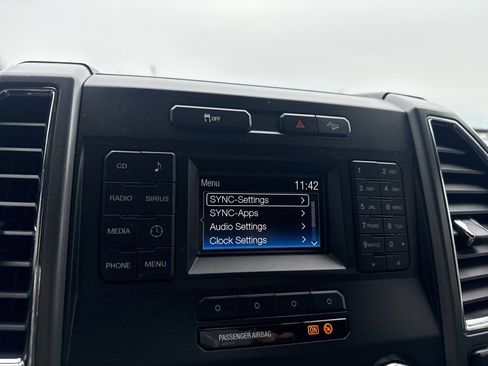 OFF
CD
RADIO SIRIUS
MEDIA
PHONE MENU
Menu 11:42
SYNC-Settings
SYNC-Apps
Audio Settings
Clock Settings
1 2 ABC
3 DEF 4 GHI
5 JKL 6 MNO
7 PQRS 8 TUV
9 WXYZ 0
* #
PASSENGER AIRBAG ON